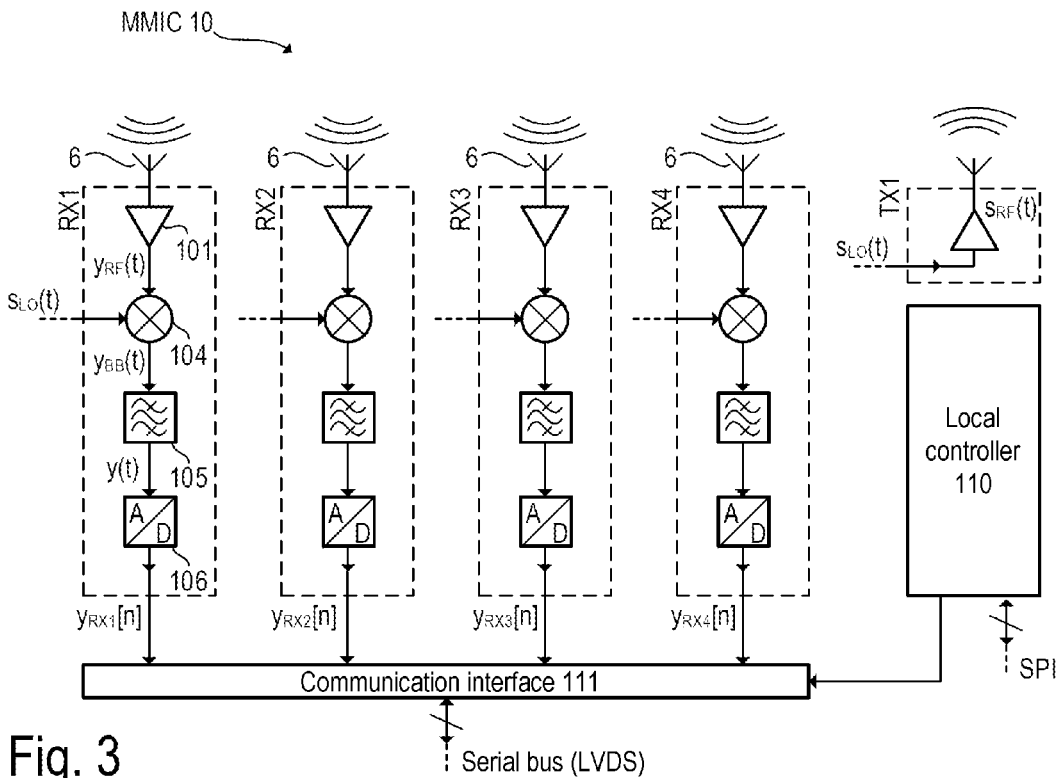 MMIC 10
6
6
6
6
RX1
RX2
RX3
RX4
TX1
101
s_RF(t)
y_RF(t)
s_LO(t)
s_LO(t)
104
y_BB(t)
105
y(t)
A/D
A/D
A/D
A/D
106
Local
controller
110
y_RX1[n]
y_RX2[n]
y_RX3[n]
y_RX4[n]
Communication interface 111
SPI
Serial bus (LVDS)
Fig. 3